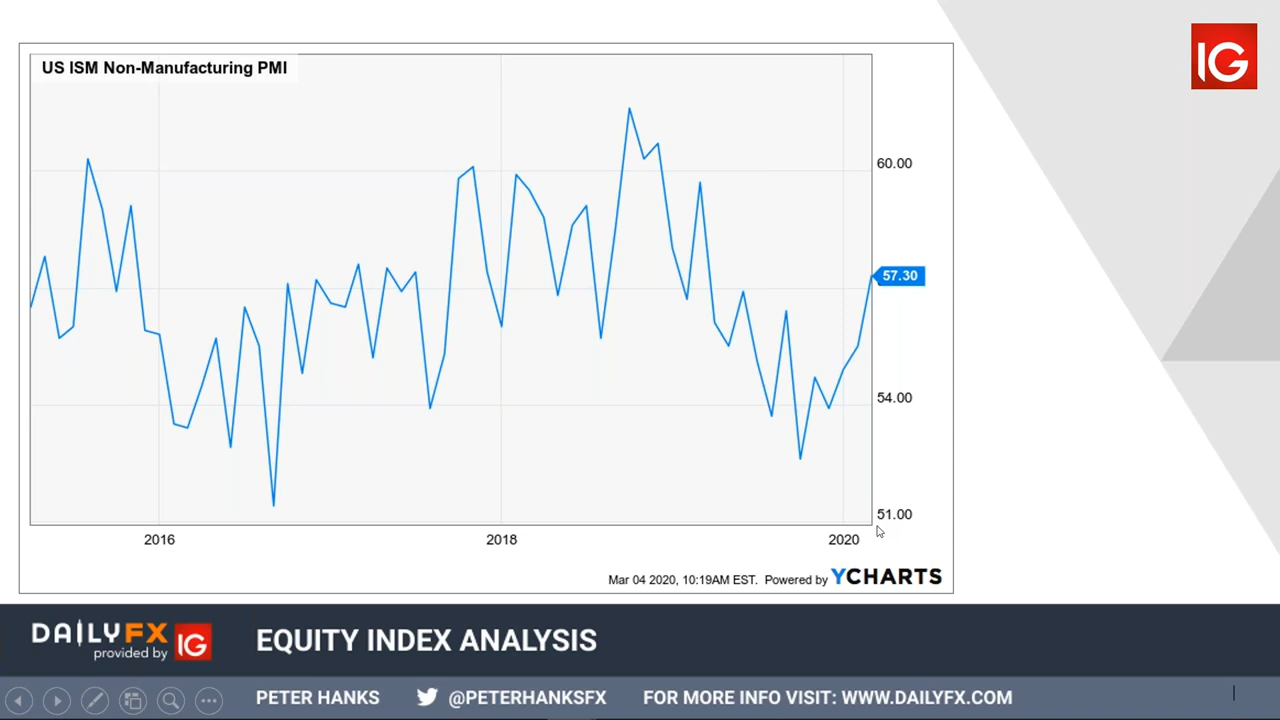 US ISM Non-Manufacturing PMI
IG
60.00
57.30
54.00
51.00
2016
2018
2020
Mar 04 2020, 10:19AM EST. Powered by YCHARTS
DAILYFX
provided by IG
EQUITY INDEX ANALYSIS
PETER HANKS
@PETERHANKSFX
FOR MORE INFO VISIT: WWW.DAILYFX.COM